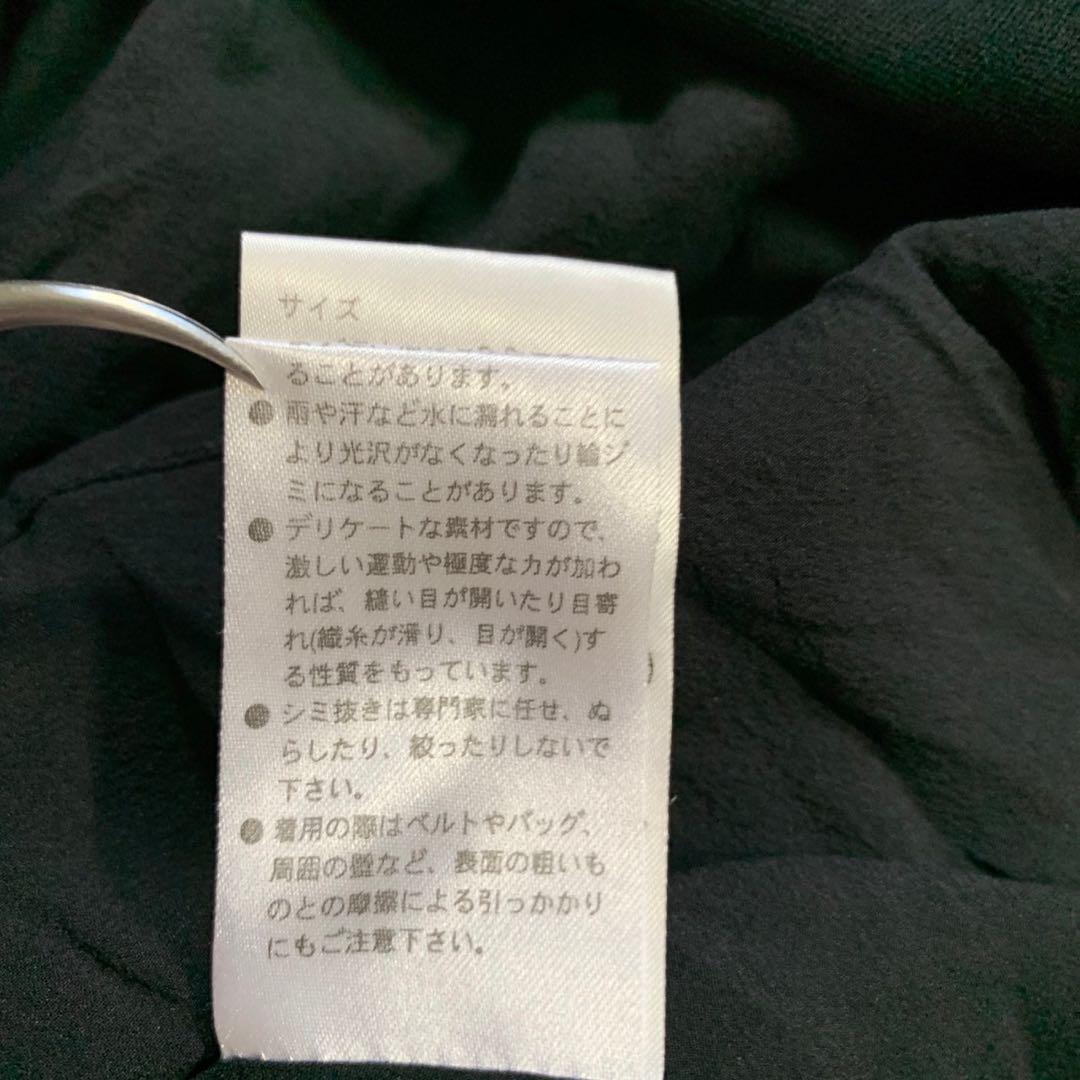 サイズ
ることがあります。
●雨や汗など水に濡れることに
より光沢がなくなったり輪ジ
ミになることがあります。
●デリケートな素材ですので、
激しい運動や極度な力が加わ
れば、縫い目が開いたり目寄
れ(織糸が滑り、目が開く)す
る性質をもっています。
●シミ抜きは専門家に任せ、ぬ
らしたり、絞ったりしないで
下さい。
●着用の際はベルトやバッグ、
周囲の壁など、表面の粗いも
のとの摩擦による引っかかり
にもご注意下さい。